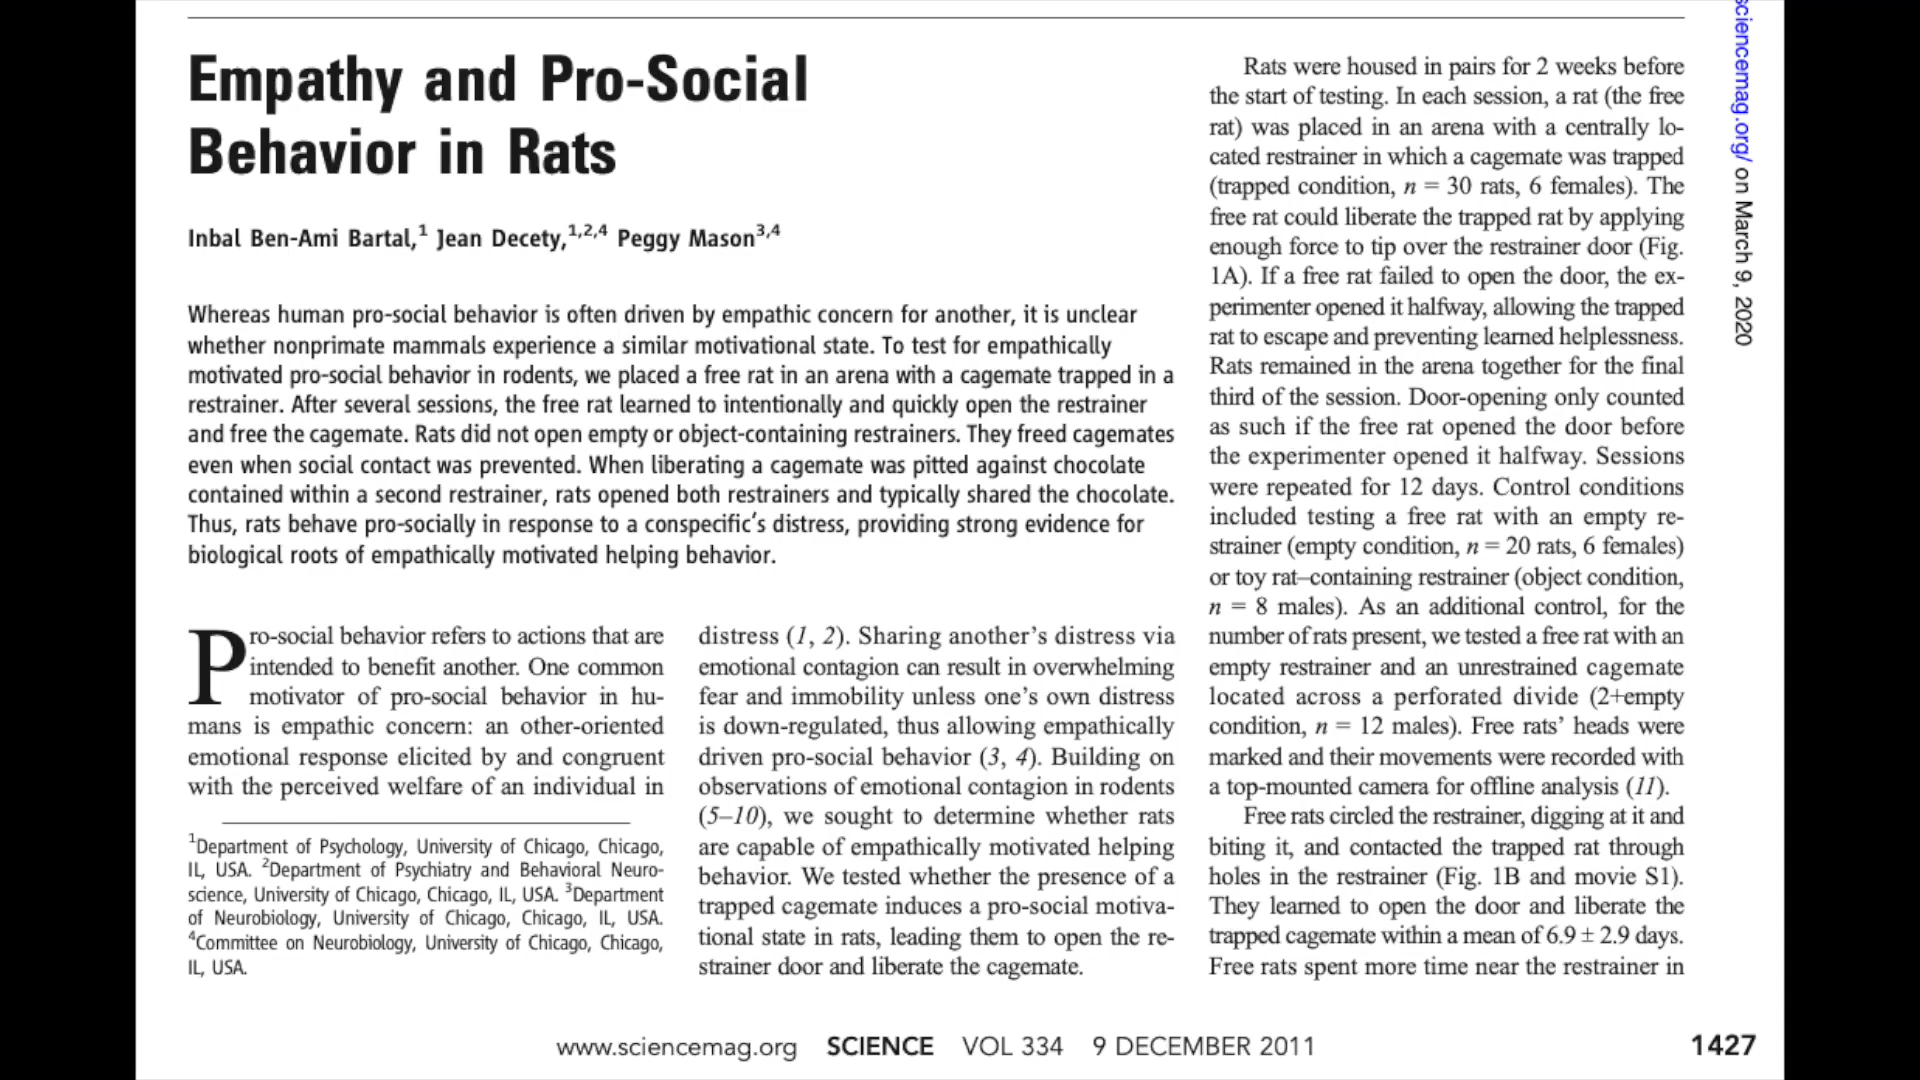 Empathy and Pro-Social
Behavior in Rats
Inbal Ben-Ami Bartal,1 Jean Decety,1,2,4 Peggy Mason3,4
Whereas human pro-social behavior is often driven by empathic concern for another, it is unclear
whether nonprimate mammals experience a similar motivational state. To test for empathically
motivated pro-social behavior in rodents, we placed a free rat in an arena with a cagemate trapped in a
restrainer. After several sessions, the free rat learned to intentionally and quickly open the restrainer
and free the cagemate. Rats did not open empty or object-containing restrainers. They freed cagemates
even when social contact was prevented. When liberating a cagemate was pitted against chocolate
contained within a second restrainer, rats opened both restrainers and typically shared the chocolate.
Thus, rats behave pro-socially in response to a conspecific's distress, providing strong evidence for
biological roots of empathically motivated helping behavior.
Pro-social behavior refers to actions that are
intended to benefit another. One common
motivator of pro-social behavior in hu-
mans is empathic concern: an other-oriented
emotional response elicited by and congruent
with the perceived welfare of an individual in
1Department of Psychology, University of Chicago, Chicago,
IL, USA. 2Department of Psychiatry and Behavioral Neuro-
science, University of Chicago, Chicago, IL, USA. 3Department
of Neurobiology, University of Chicago, Chicago, IL, USA.
4Committee on Neurobiology, University of Chicago, Chicago,
IL, USA.
distress (1, 2). Sharing another's distress via
emotional contagion can result in overwhelming
fear and immobility unless one's own distress
is down-regulated, thus allowing empathically
driven pro-social behavior (3, 4). Building on
observations of emotional contagion in rodents
(5–10), we sought to determine whether rats
are capable of empathically motivated helping
behavior. We tested whether the presence of a
trapped cagemate induces a pro-social motiva-
tional state in rats, leading them to open the re-
strainer door and liberate the cagemate.
Rats were housed in pairs for 2 weeks before
the start of testing. In each session, a rat (the free
rat) was placed in an arena with a centrally lo-
cated restrainer in which a cagemate was trapped
(trapped condition, n = 30 rats, 6 females). The
free rat could liberate the trapped rat by applying
enough force to tip over the restrainer door (Fig.
1A). If a free rat failed to open the door, the ex-
perimenter opened it halfway, allowing the trapped
rat to escape and preventing learned helplessness.
Rats remained in the arena together for the final
third of the session. Door-opening only counted
as such if the free rat opened the door before
the experimenter opened it halfway. Sessions
were repeated for 12 days. Control conditions
included testing a free rat with an empty re-
strainer (empty condition, n = 20 rats, 6 females)
or toy rat–containing restrainer (object condition,
n = 8 males). As an additional control, for the
number of rats present, we tested a free rat with an
empty restrainer and an unrestrained cagemate
located across a perforated divide (2+empty
condition, n = 12 males). Free rats' heads were
marked and their movements were recorded with
a top-mounted camera for offline analysis (11).
Free rats circled the restrainer, digging at it and
biting it, and contacted the trapped rat through
holes in the restrainer (Fig. 1B and movie S1).
They learned to open the door and liberate the
trapped cagemate within a mean of 6.9 ± 2.9 days.
Free rats spent more time near the restrainer in
sciencemag.org/ on March 9, 2020
www.sciencemag.org SCIENCE VOL 334 9 DECEMBER 2011 1427